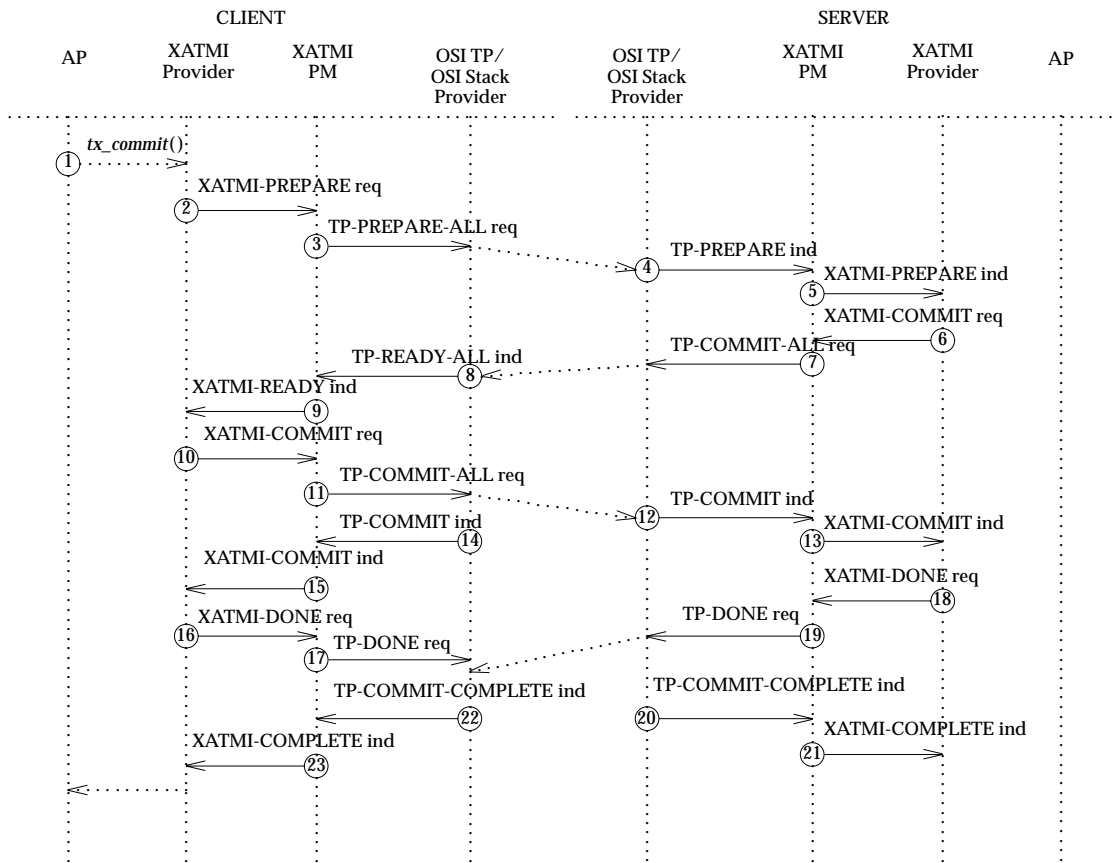 CLIENT
SERVER
AP
XATMI
Provider
XATMI
PM
OSI TP/
OSI Stack
Provider
OSI TP/
OSI Stack
Provider
XATMI
PM
XATMI
Provider
AP
1 tx_commit()
XATMI-PREPARE req
2
TP-PREPARE-ALL req
3
TP-PREPARE ind
4
XATMI-PREPARE ind
5
XATMI-COMMIT req
6
TP-COMMIT-ALL req
7
TP-READY-ALL ind
8
XATMI-READY ind
9
XATMI-COMMIT req
10
TP-COMMIT-ALL req
11
TP-COMMIT ind
12
XATMI-COMMIT ind
13
TP-COMMIT ind
14
XATMI-COMMIT ind
15
XATMI-DONE req
16
TP-DONE req
17
XATMI-DONE req
18
TP-DONE req
19
TP-COMMIT-COMPLETE ind
20
XATMI-COMPLETE ind
21
TP-COMMIT-COMPLETE ind
22
XATMI-COMPLETE ind
23